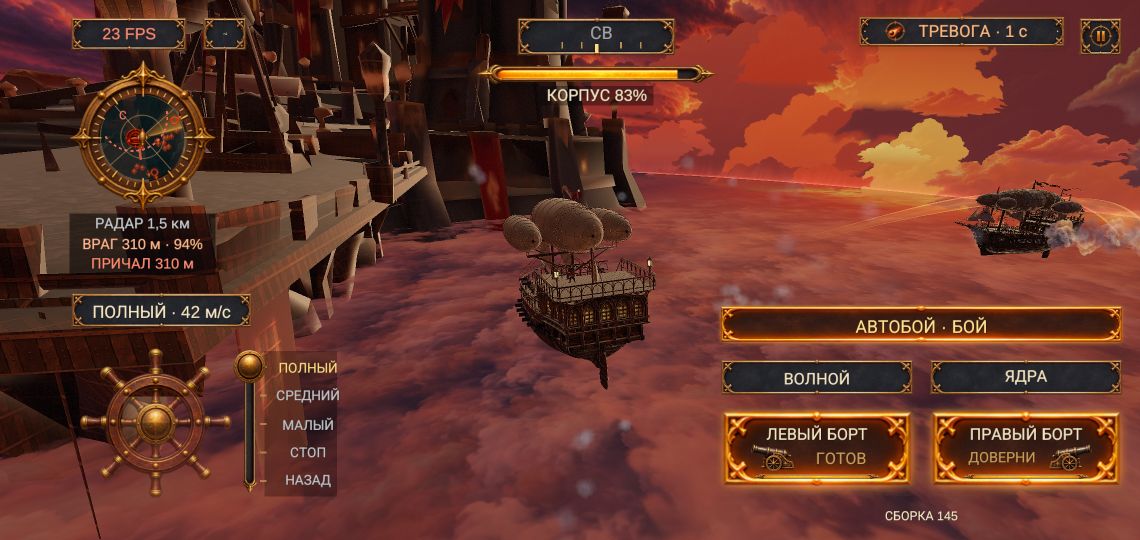 23 FPS
СВ
ТРЕВОГА · 1 с
КОРПУС 83%
С
РАДАР 1,5 км
ВРАГ 310 м · 94%
ПРИЧАЛ 310 м
ПОЛНЫЙ · 42 м/с
ПОЛНЫЙ
СРЕДНИЙ
МАЛЫЙ
СТОП
НАЗАД
АВТОБОЙ · БОЙ
ВОЛНОЙ
ЯДРА
ЛЕВЫЙ БОРТ
ГОТОВ
ПРАВЫЙ БОРТ
ДОВЕРНИ
СБОРКА 145